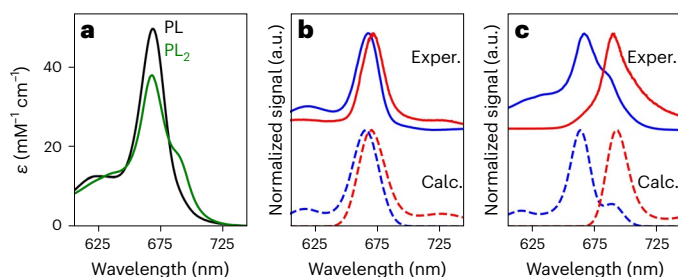 a
PL
PL2
40
20
0
ε (mM−1 cm−1)
625
675
725
Wavelength (nm)
b
Exper.
Calc.
Normalized signal (a.u.)
625
675
725
Wavelength (nm)
c
Exper.
Calc.
Normalized signal (a.u.)
625
675
725
Wavelength (nm)